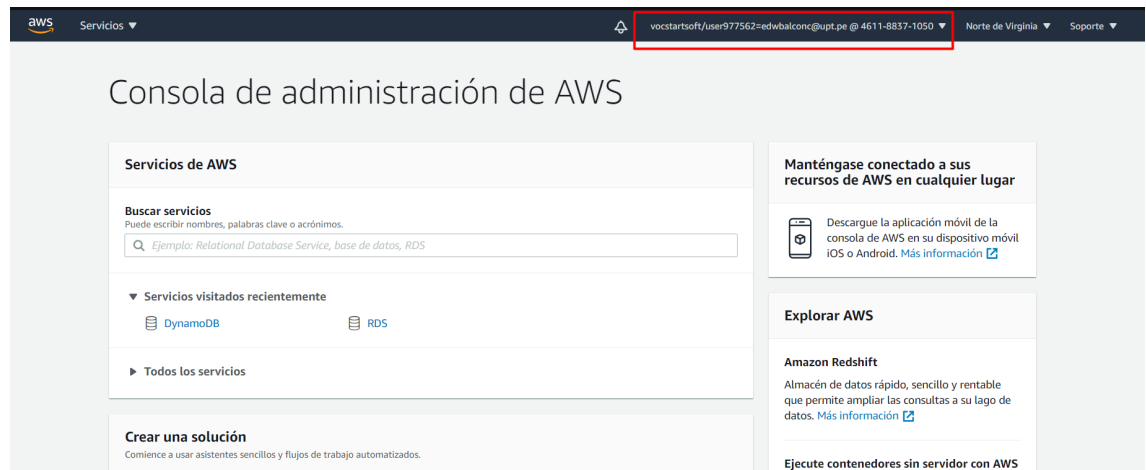 aws
Servicios ▼
vocstartsoft/user977562=edwbalconc@upt.pe @ 4611-8837-1050 ▼
Norte de Virginia ▼
Soporte ▼
Consola de administración de AWS
Servicios de AWS
Buscar servicios
Puede escribir nombres, palabras clave o acrónimos.
Ejemplo: Relational Database Service, base de datos, RDS
▼ Servicios visitados recientemente
DynamoDB
RDS
▶ Todos los servicios
Crear una solución
Comience a usar asistentes sencillos y flujos de trabajo automatizados.
Manténgase conectado a sus
recursos de AWS en cualquier lugar
Descargue la aplicación móvil de la
consola de AWS en su dispositivo móvil
iOS o Android. Más información
Explorar AWS
Amazon Redshift
Almacén de datos rápido, sencillo y rentable
que permite ampliar las consultas a su lago de
datos. Más información
Ejecute contenedores sin servidor con AWS